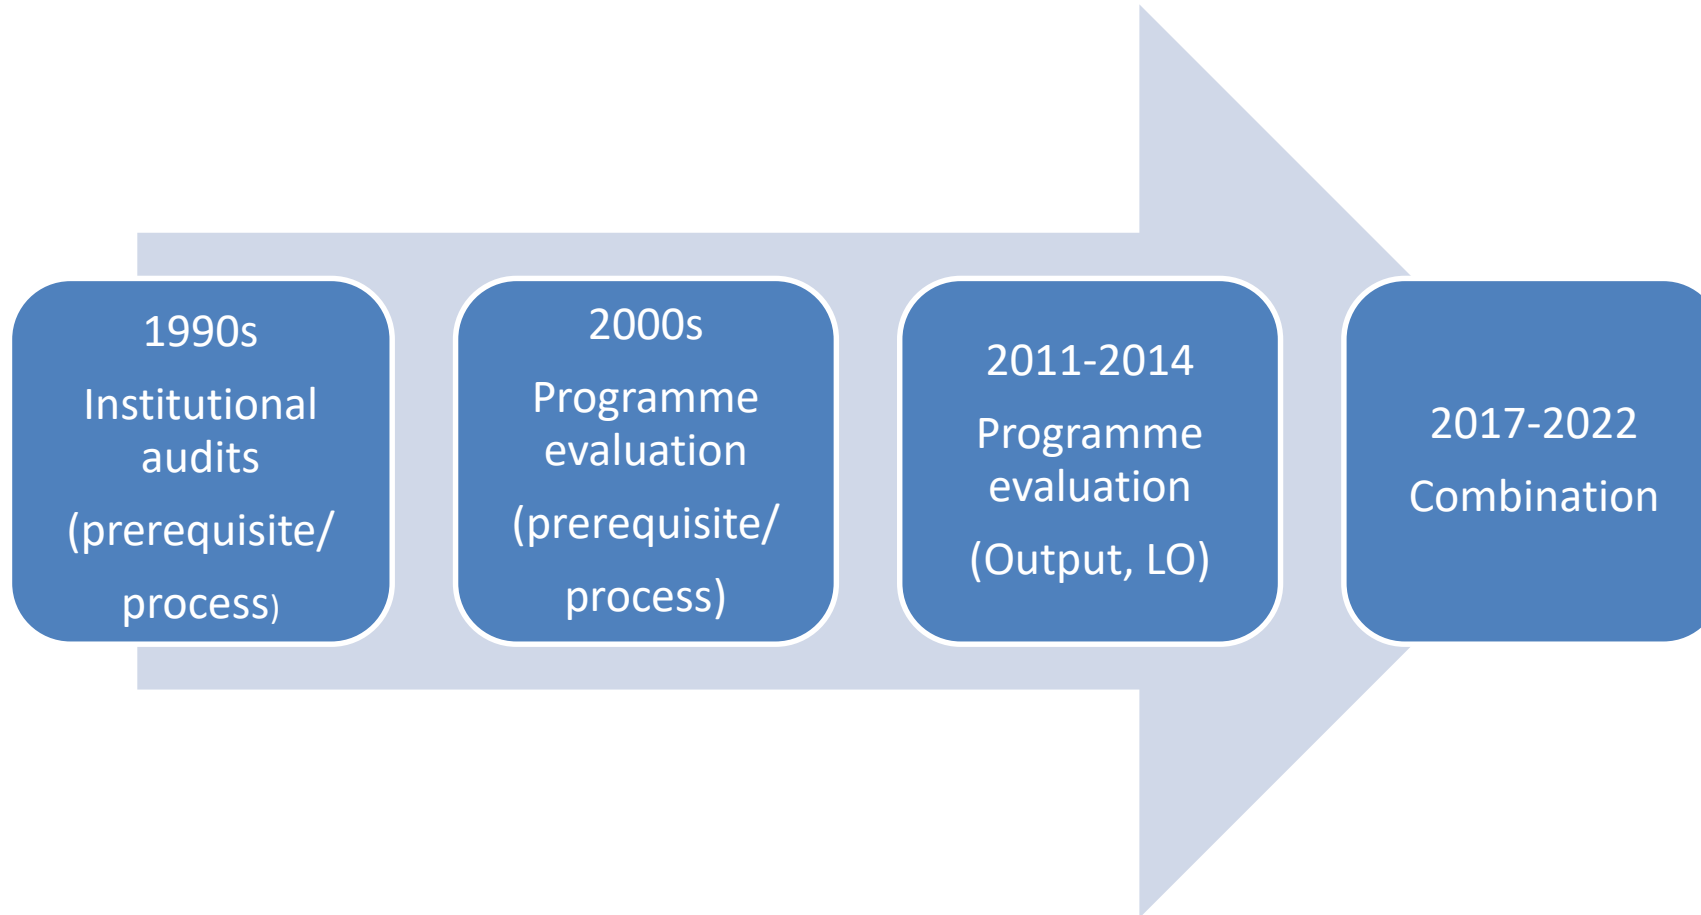 1990s
Institutional
audits
(prerequisite/
process)
2000s
Programme
evaluation
(prerequisite/
process)
2011-2014
Programme
evaluation
(Output, LO)
2017-2022
Combination